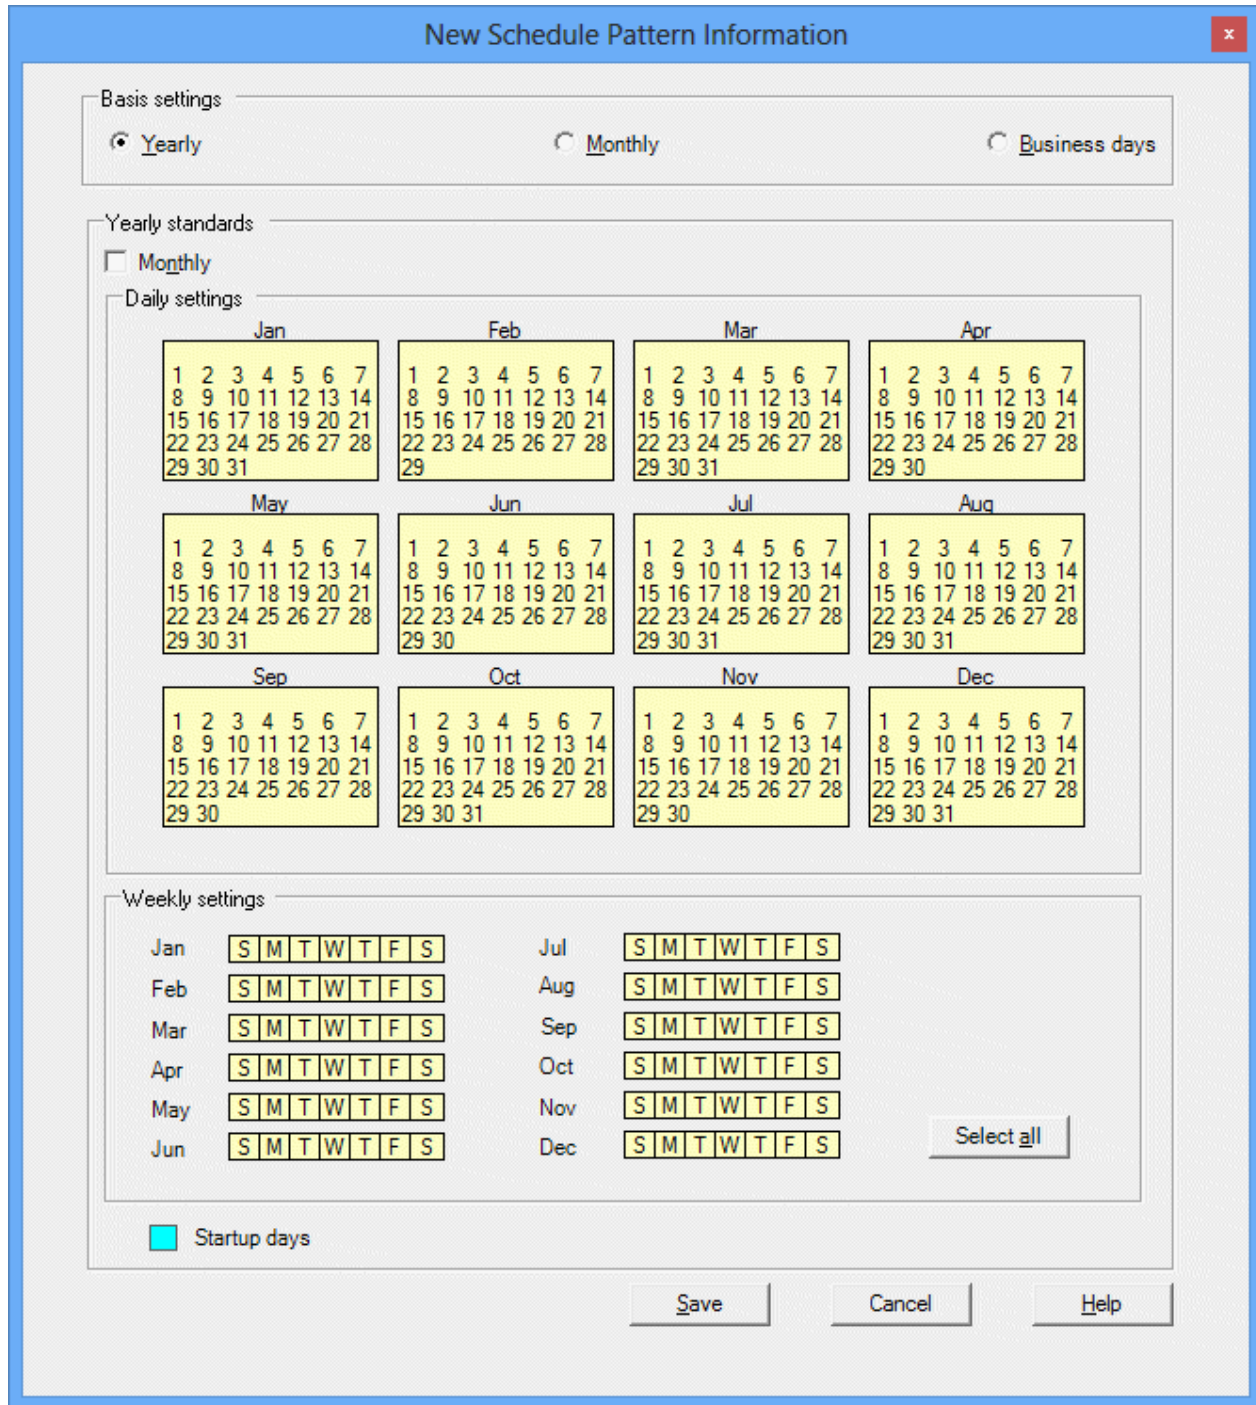 New Schedule Pattern Information
x
Basis settings
Yearly Monthly Business days
Yearly standards
Monthly
Daily settings
Jan Feb Mar Apr
1 2 3 4 5 6 7 1 2 3 4 5 6 7 1 2 3 4 5 6 7 1 2 3 4 5 6 7
8 9 10 11 12 13 14 8 9 10 11 12 13 14 8 9 10 11 12 13 14 8 9 10 11 12 13 14
15 16 17 18 19 20 21 15 16 17 18 19 20 21 15 16 17 18 19 20 21 15 16 17 18 19 20 21
22 23 24 25 26 27 28 22 23 24 25 26 27 28 22 23 24 25 26 27 28 22 23 24 25 26 27 28
29 30 31 29 29 30 31 29 30
May Jun Jul Aug
1 2 3 4 5 6 7 1 2 3 4 5 6 7 1 2 3 4 5 6 7 1 2 3 4 5 6 7
8 9 10 11 12 13 14 8 9 10 11 12 13 14 8 9 10 11 12 13 14 8 9 10 11 12 13 14
15 16 17 18 19 20 21 15 16 17 18 19 20 21 15 16 17 18 19 20 21 15 16 17 18 19 20 21
22 23 24 25 26 27 28 22 23 24 25 26 27 28 22 23 24 25 26 27 28 22 23 24 25 26 27 28
29 30 31 29 30 29 30 31 29 30 31
Sep Oct Nov Dec
1 2 3 4 5 6 7 1 2 3 4 5 6 7 1 2 3 4 5 6 7 1 2 3 4 5 6 7
8 9 10 11 12 13 14 8 9 10 11 12 13 14 8 9 10 11 12 13 14 8 9 10 11 12 13 14
15 16 17 18 19 20 21 15 16 17 18 19 20 21 15 16 17 18 19 20 21 15 16 17 18 19 20 21
22 23 24 25 26 27 28 22 23 24 25 26 27 28 22 23 24 25 26 27 28 22 23 24 25 26 27 28
29 30 29 30 31 29 30 29 30 31
Weekly settings
Jan S M T W T F S Jul S M T W T F S
Feb S M T W T F S Aug S M T W T F S
Mar S M T W T F S Sep S M T W T F S
Apr S M T W T F S Oct S M T W T F S
May S M T W T F S Nov S M T W T F S
Jun S M T W T F S Dec S M T W T F S
Select all
Startup days
Save Cancel Help